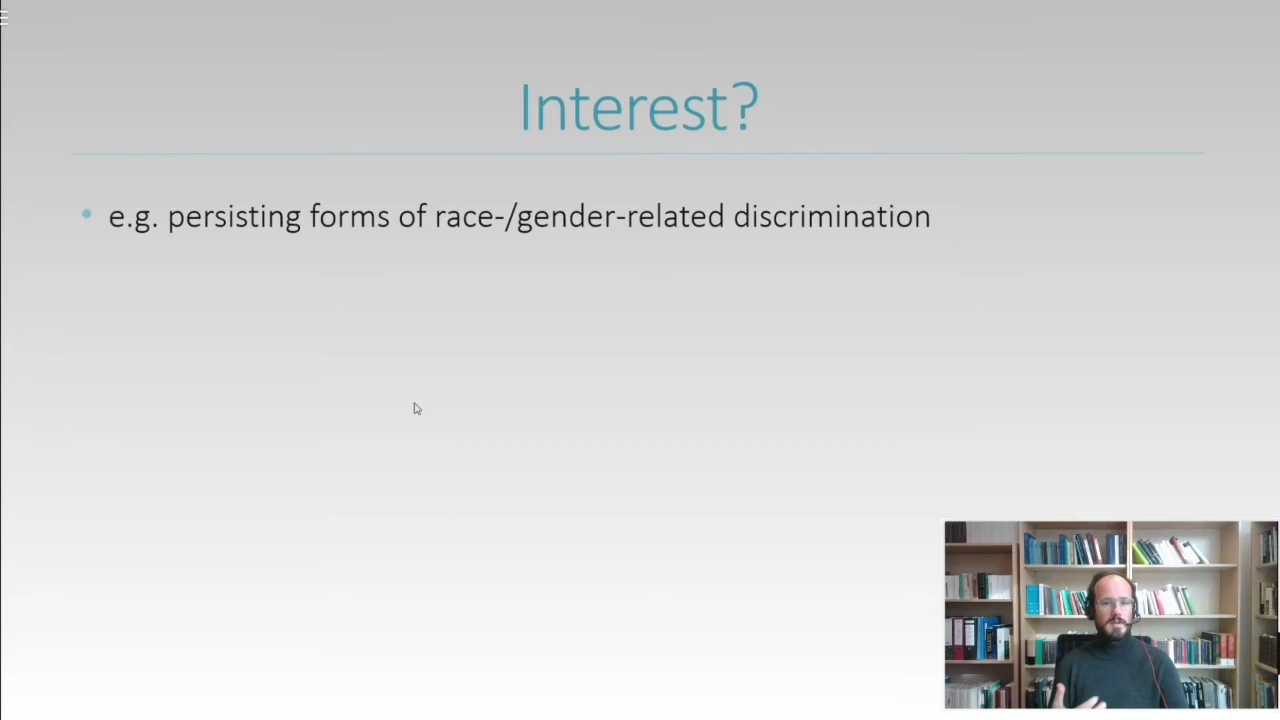 Interest?
• e.g. persisting forms of race-/gender-related discrimination